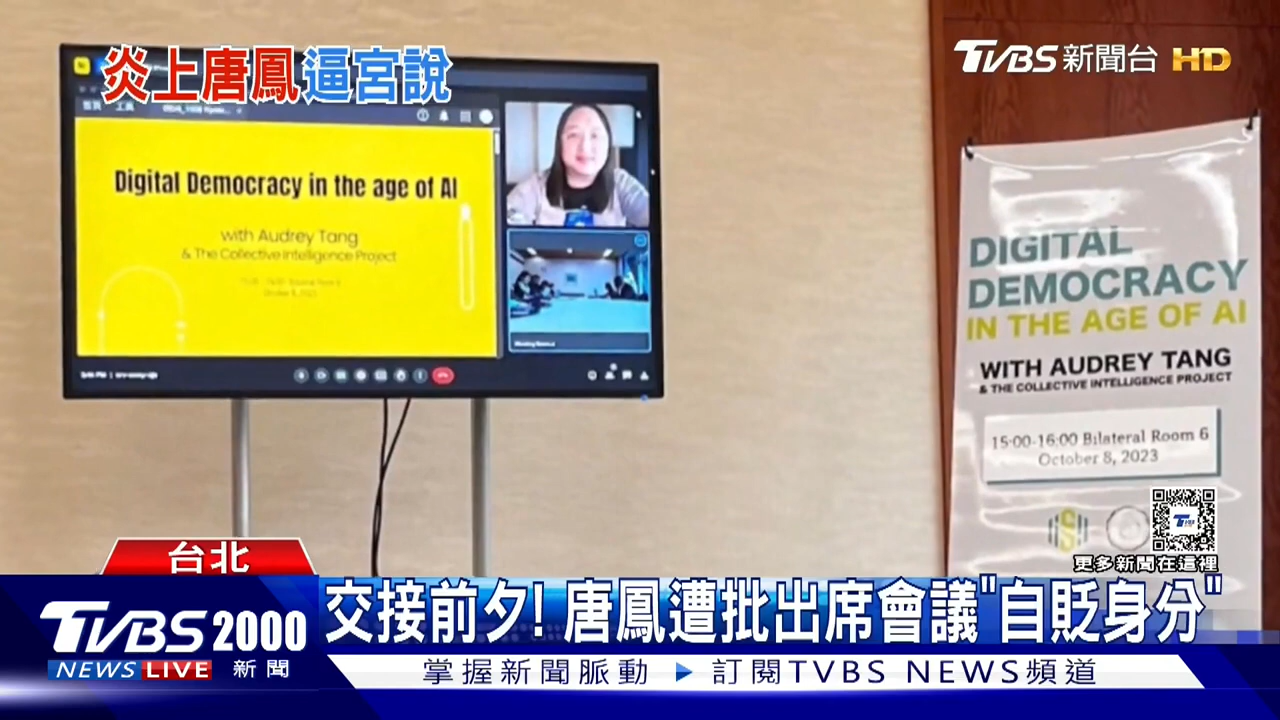 炎上唐鳳 逼宮說
TVBS新聞台 HD
首頁 工具
Digital Democracy in the age of AI
with Audrey Tang
& The Collective Intelligence Project
October 8, 2023
DIGITAL
DEMOCRACY
IN THE AGE OF AI
WITH AUDREY TANG
& THE COLLECTIVE INTELLIGENCE PROJECT
15:00-16:00 Bilateral Room 6
October 8, 2023
TVBS
更多新聞在這裡
台北
交接前夕! 唐鳳遭批出席會議"自貶身分"
TVBS 2000
NEWS LIVE 新聞
掌握新聞脈動 ▶ 訂閱TVBS NEWS頻道